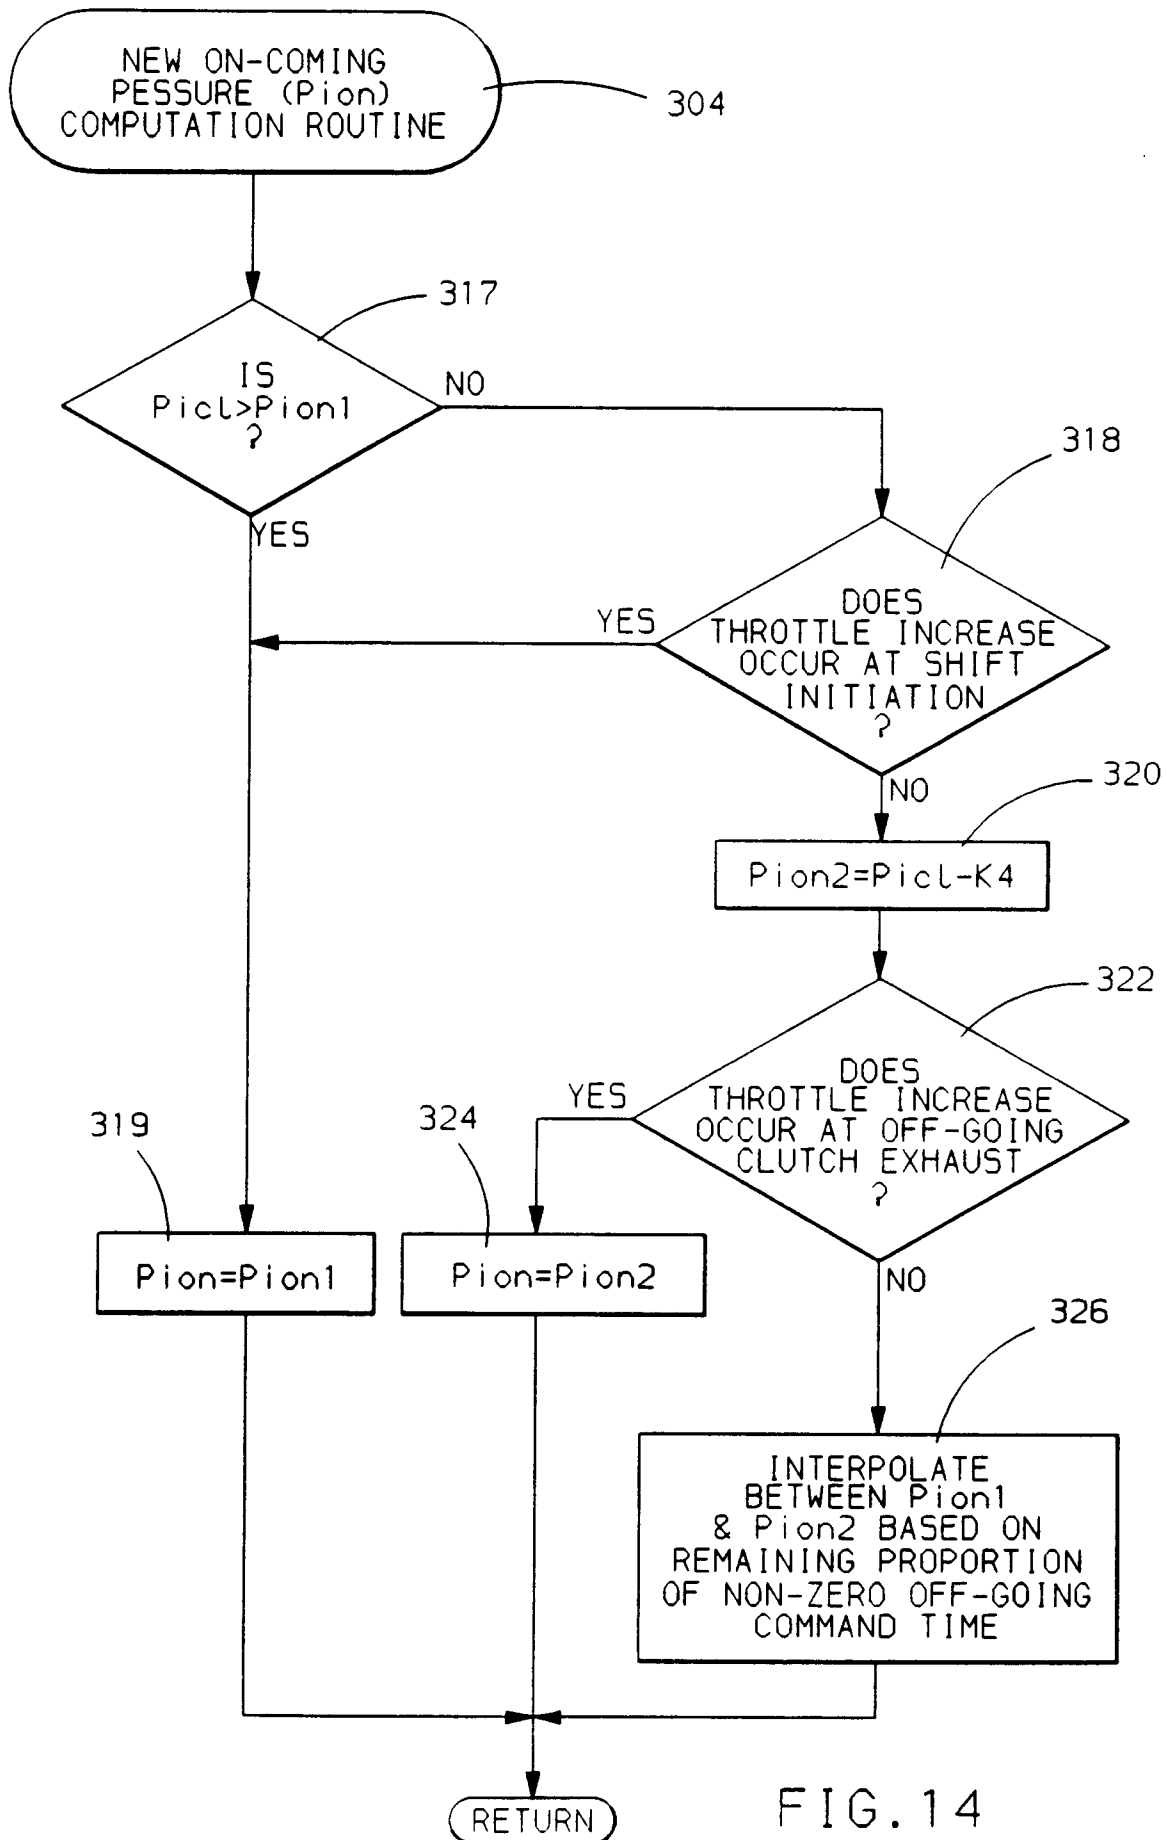 NEW ON-COMING
PESSURE (Pion)
COMPUTATION ROUTINE
304
317
IS
Picl>Pion1
?
NO
YES
318
DOES
THROTTLE INCREASE
OCCUR AT SHIFT
INITIATION
?
YES
NO
320
Pion2=Picl-K4
322
DOES
THROTTLE INCREASE
OCCUR AT OFF-GOING
CLUTCH EXHAUST
?
YES
NO
319
Pion=Pion1
324
Pion=Pion2
326
INTERPOLATE
BETWEEN Pion1
& Pion2 BASED ON
REMAINING PROPORTION
OF NON-ZERO OFF-GOING
COMMAND TIME
RETURN
FIG.14